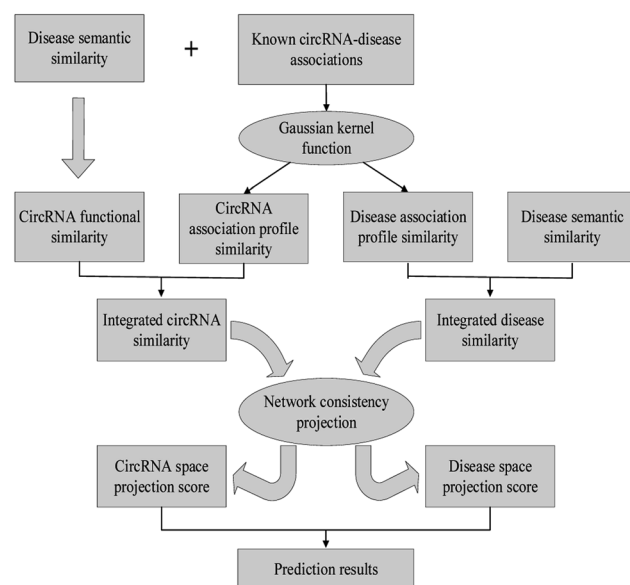 Disease semantic
similarity
+
Known circRNA-disease
associations
Gaussian kernel
function
CircRNA functional
similarity
CircRNA
association profile
similarity
Disease association
profile similarity
Disease semantic
similarity
Integrated circRNA
similarity
Integrated disease
similarity
Network consistency
projection
CircRNA space
projection score
Disease space
projection score
Prediction results